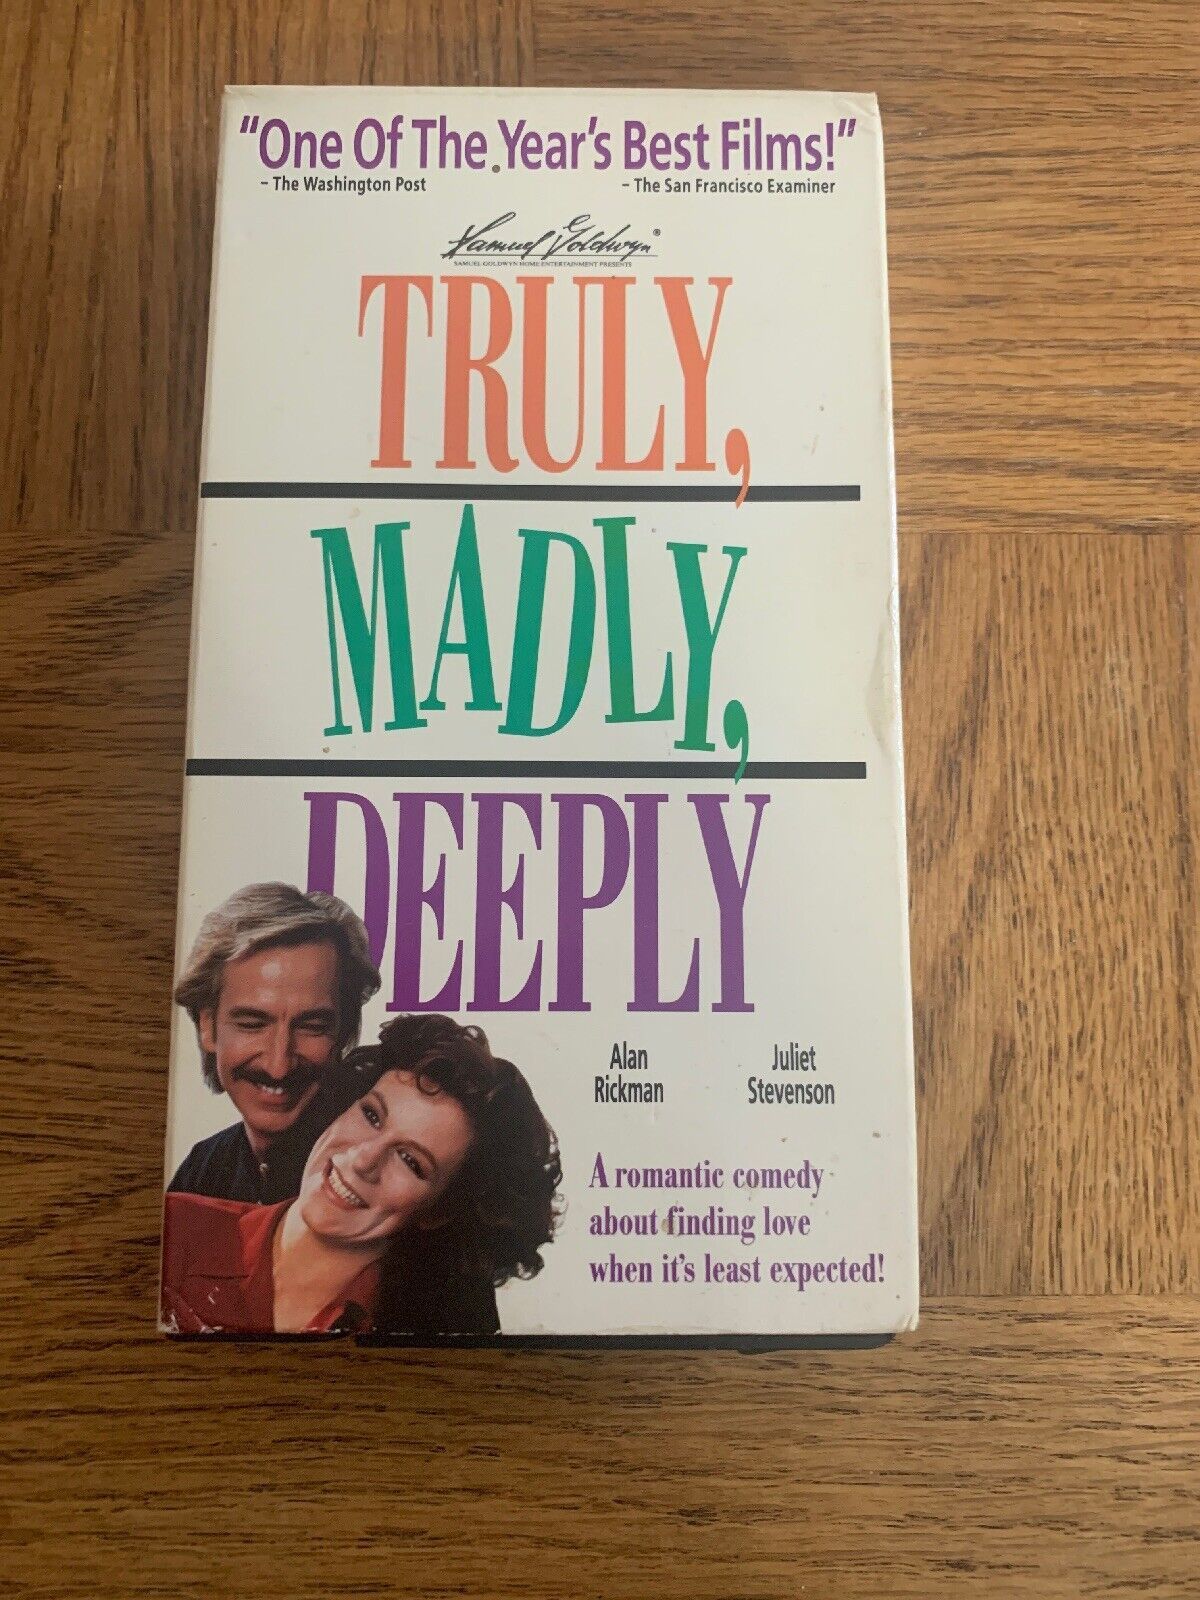 "One Of The Year's Best Films!"
– The Washington Post – The San Francisco Examiner
Samuel Goldwyn®
SAMUEL GOLDWYN HOME ENTERTAINMENT PRESENTS
TRULY,
MADLY,
DEEPLY
Alan Rickman
Juliet Stevenson
A romantic comedy
about finding love
when it's least expected!